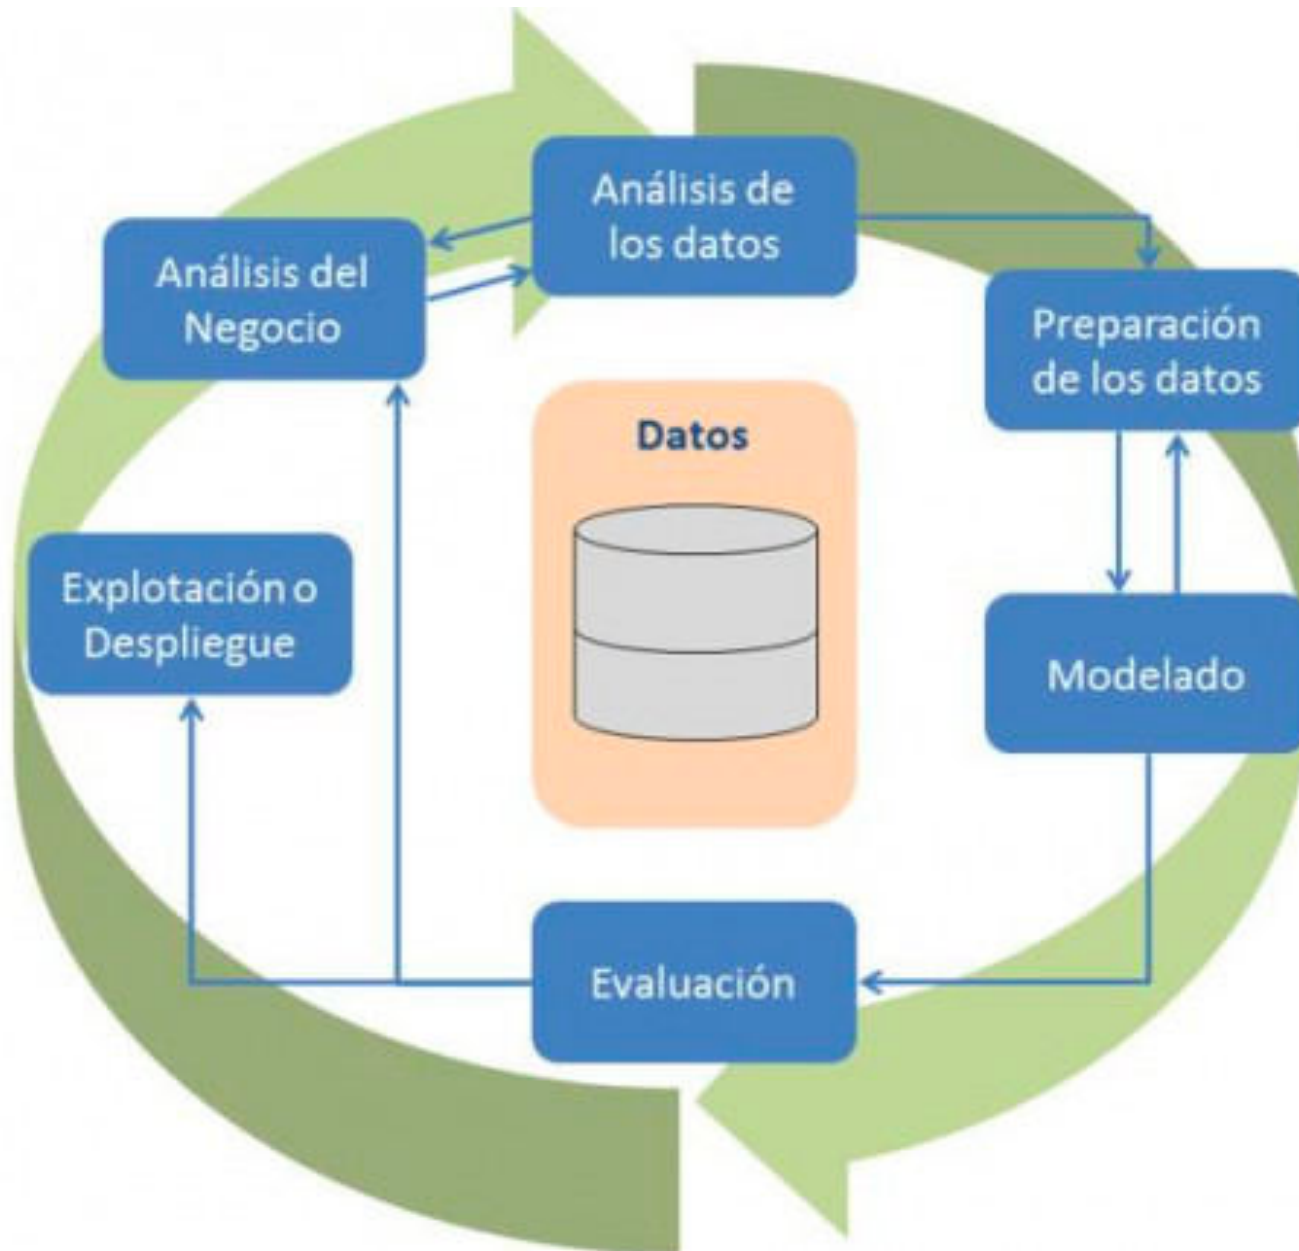 Análisis de
los datos
Análisis del
Negocio
Preparación
de los datos
Datos
Explotación o
Despliegue
Modelado
Evaluación